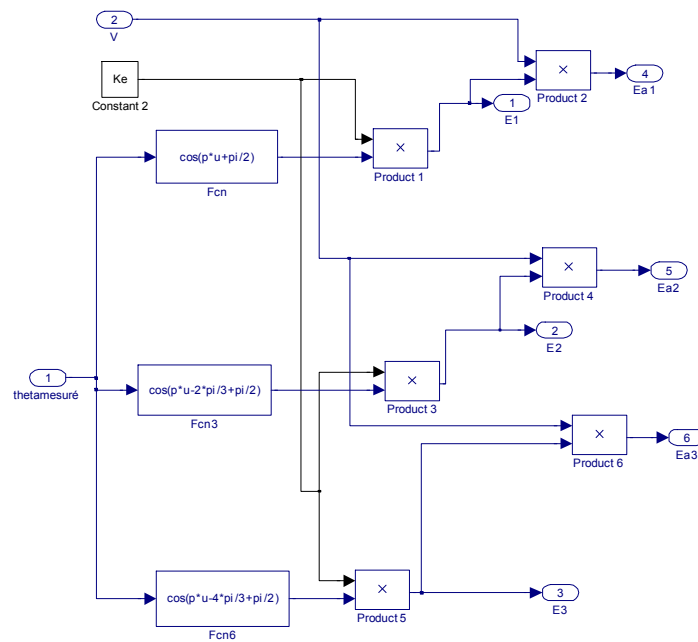 2
V
Ke
Constant 2
×
Product 2
4
Ea1
1
E1
cos(p*u+pi/2)
Fcn
×
Product 1
×
Product 4
5
Ea2
2
E2
1
thetamesuré
cos(p*u-2*pi/3+pi/2)
Fcn3
×
Product 3
×
Product 6
6
Ea3
cos(p*u-4*pi/3+pi/2)
Fcn6
×
Product 5
3
E3